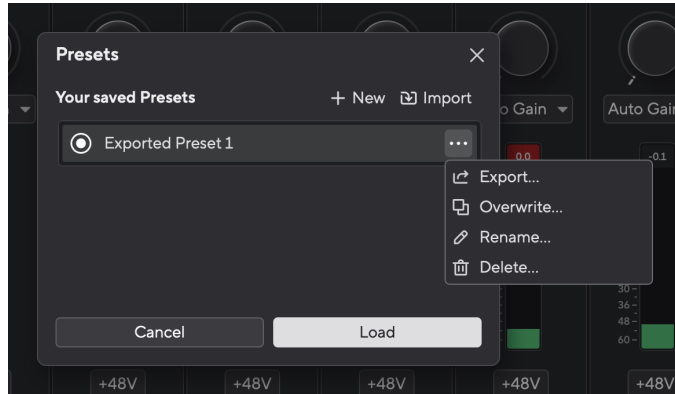 Presets
Your saved Presets
+ New
Import
Exported Preset 1
Export...
Overwrite...
Rename...
Delete...
Cancel
Load
o Gain
Auto Gai
0.0
-0.1
30
36
48
60
+48V
+48V
+48V
+48V
+48V